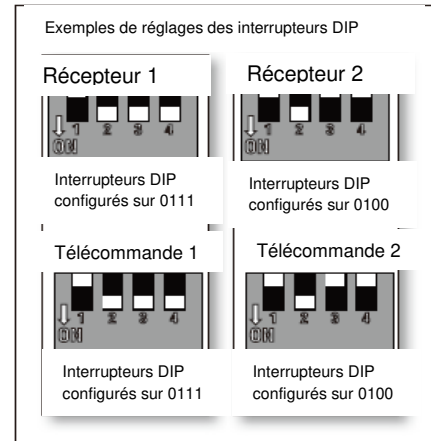 Exemples de réglages des interrupteurs DIP
Récepteur 1
1 2 3 4
ON
Interrupteurs DIP
configurés sur 0111
Récepteur 2
1 2 3 4
ON
Interrupteurs DIP
configurés sur 0100
Télécommande 1
1 2 3 4
ON
Interrupteurs DIP
configurés sur 0111
Télécommande 2
1 2 3 4
ON
Interrupteurs DIP
configurés sur 0100